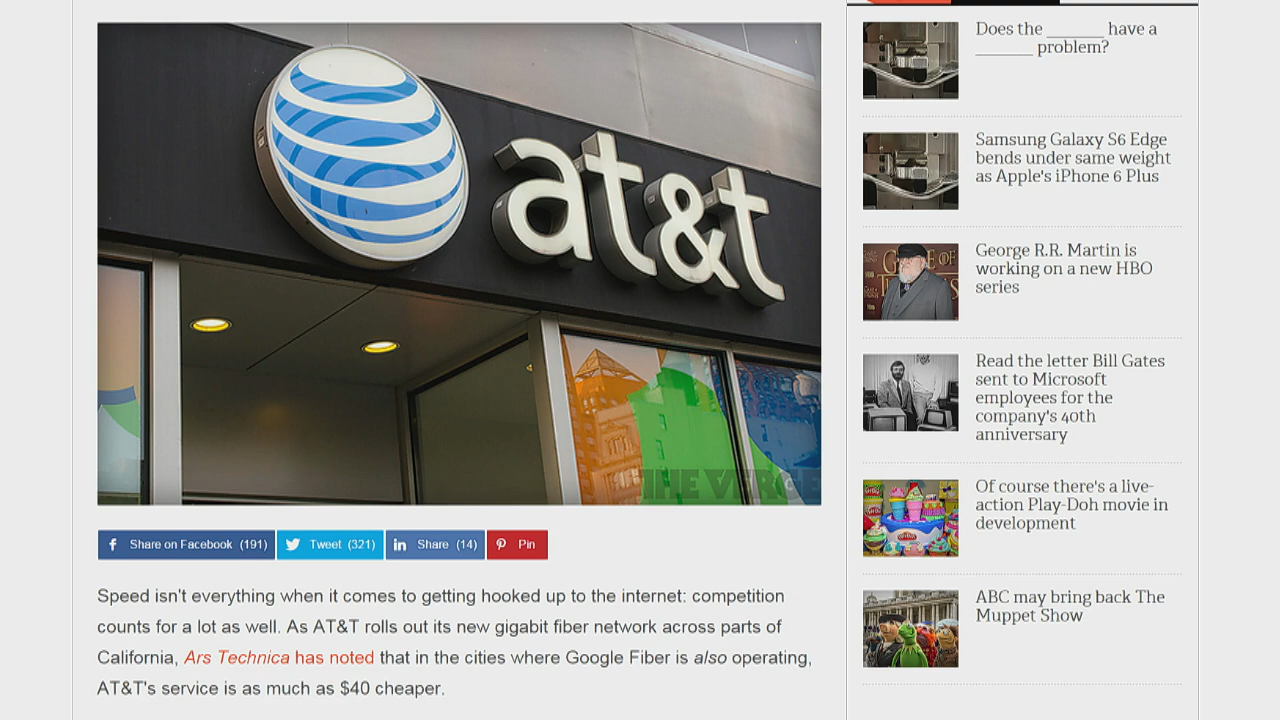 at&t
THE VERGE
Share on Facebook (191)
Tweet (321)
Share (14)
Pin
Speed isn't everything when it comes to getting hooked up to the internet: competition
counts for a lot as well. As AT&T rolls out its new gigabit fiber network across parts of
California, Ars Technica has noted that in the cities where Google Fiber is also operating,
AT&T's service is as much as $40 cheaper.
Does the _______ have a
_______ problem?
Samsung Galaxy S6 Edge
bends under same weight
as Apple's iPhone 6 Plus
George R.R. Martin is
working on a new HBO
series
Read the letter Bill Gates
sent to Microsoft
employees for the
company's 40th
anniversary
Of course there's a live-
action Play-Doh movie in
development
ABC may bring back The
Muppet Show